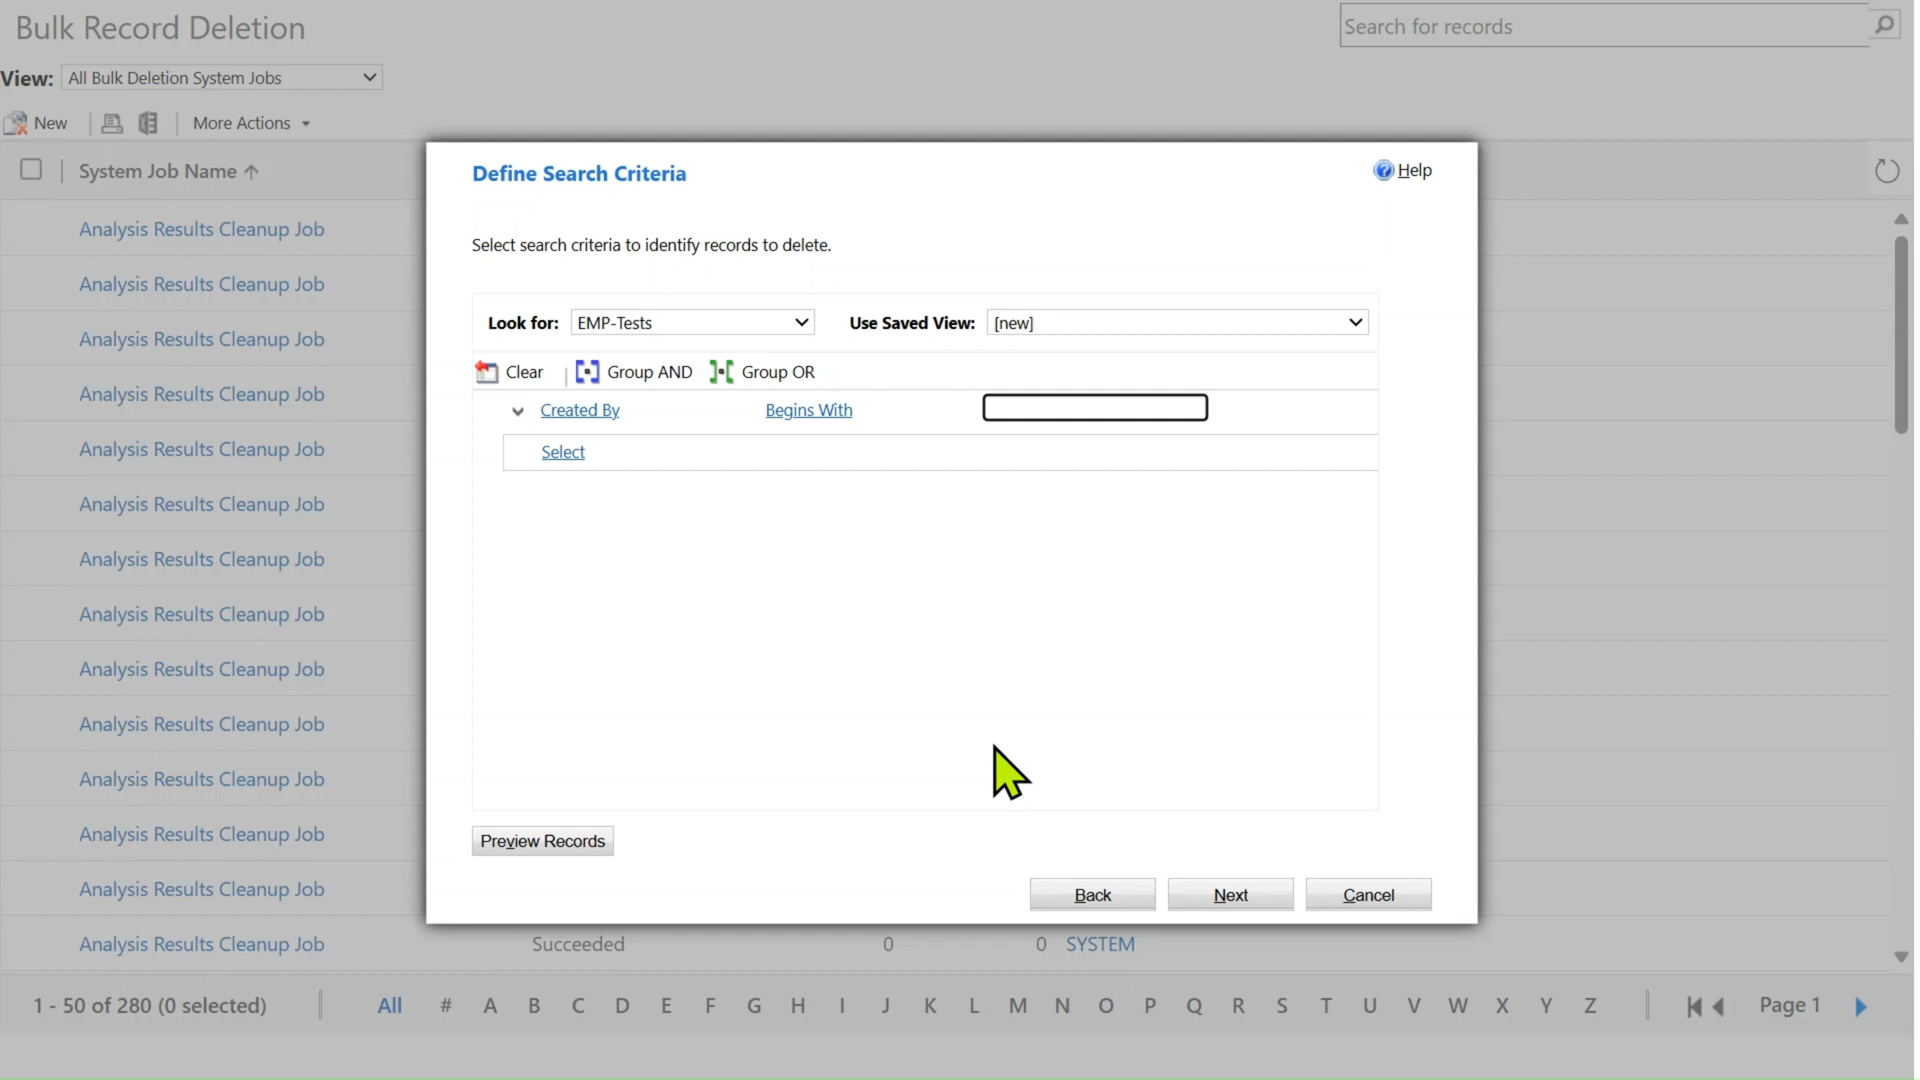 Bulk Record Deletion
Search for records
View: All Bulk Deletion System Jobs
New More Actions
System Job Name
Analysis Results Cleanup Job
Analysis Results Cleanup Job
Analysis Results Cleanup Job
Analysis Results Cleanup Job
Analysis Results Cleanup Job
Analysis Results Cleanup Job
Analysis Results Cleanup Job
Analysis Results Cleanup Job
Analysis Results Cleanup Job
Analysis Results Cleanup Job
Analysis Results Cleanup Job
Analysis Results Cleanup Job
Analysis Results Cleanup Job
Analysis Results Cleanup Job Succeeded 0 0 SYSTEM
Define Search Criteria
Help
Select search criteria to identify records to delete.
Look for: EMP-Tests Use Saved View: [new]
Clear Group AND Group OR
Created By Begins With
Select
Preview Records
Back Next Cancel
1 - 50 of 280 (0 selected) All # A B C D E F G H I J K L M N O P Q R S T U V W X Y Z Page 1